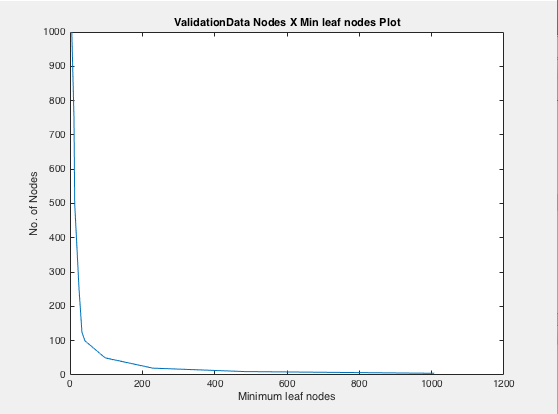 ValidationData Nodes X Min leaf nodes Plot
1000
900
800
700
600
500
400
300
200
100
0
No. of Nodes
0 200 400 600 800 1000 1200
Minimum leaf nodes